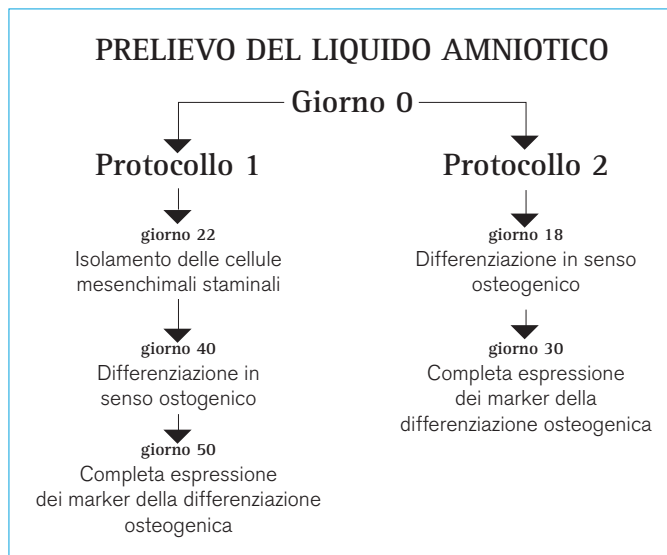 PRELIEVO DEL LIQUIDO AMNIOTICO
Giorno 0
Protocollo 1
giorno 22
Isolamento delle cellule
mesenchimali staminali
giorno 40
Differenziazione in
senso ostogenico
giorno 50
Completa espressione
dei marker della differenziazione
osteogenica
Protocollo 2
giorno 18
Differenziazione in senso
osteogenico
giorno 30
Completa espressione
dei marker della
differenziazione osteogenica